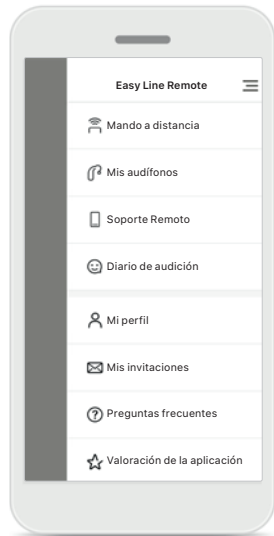 Easy Line Remote
Mando a distancia
Mis audífonos
Soporte Remoto
Diario de audición
Mi perfil
Mis invitaciones
Preguntas frecuentes
Valoración de la aplicación